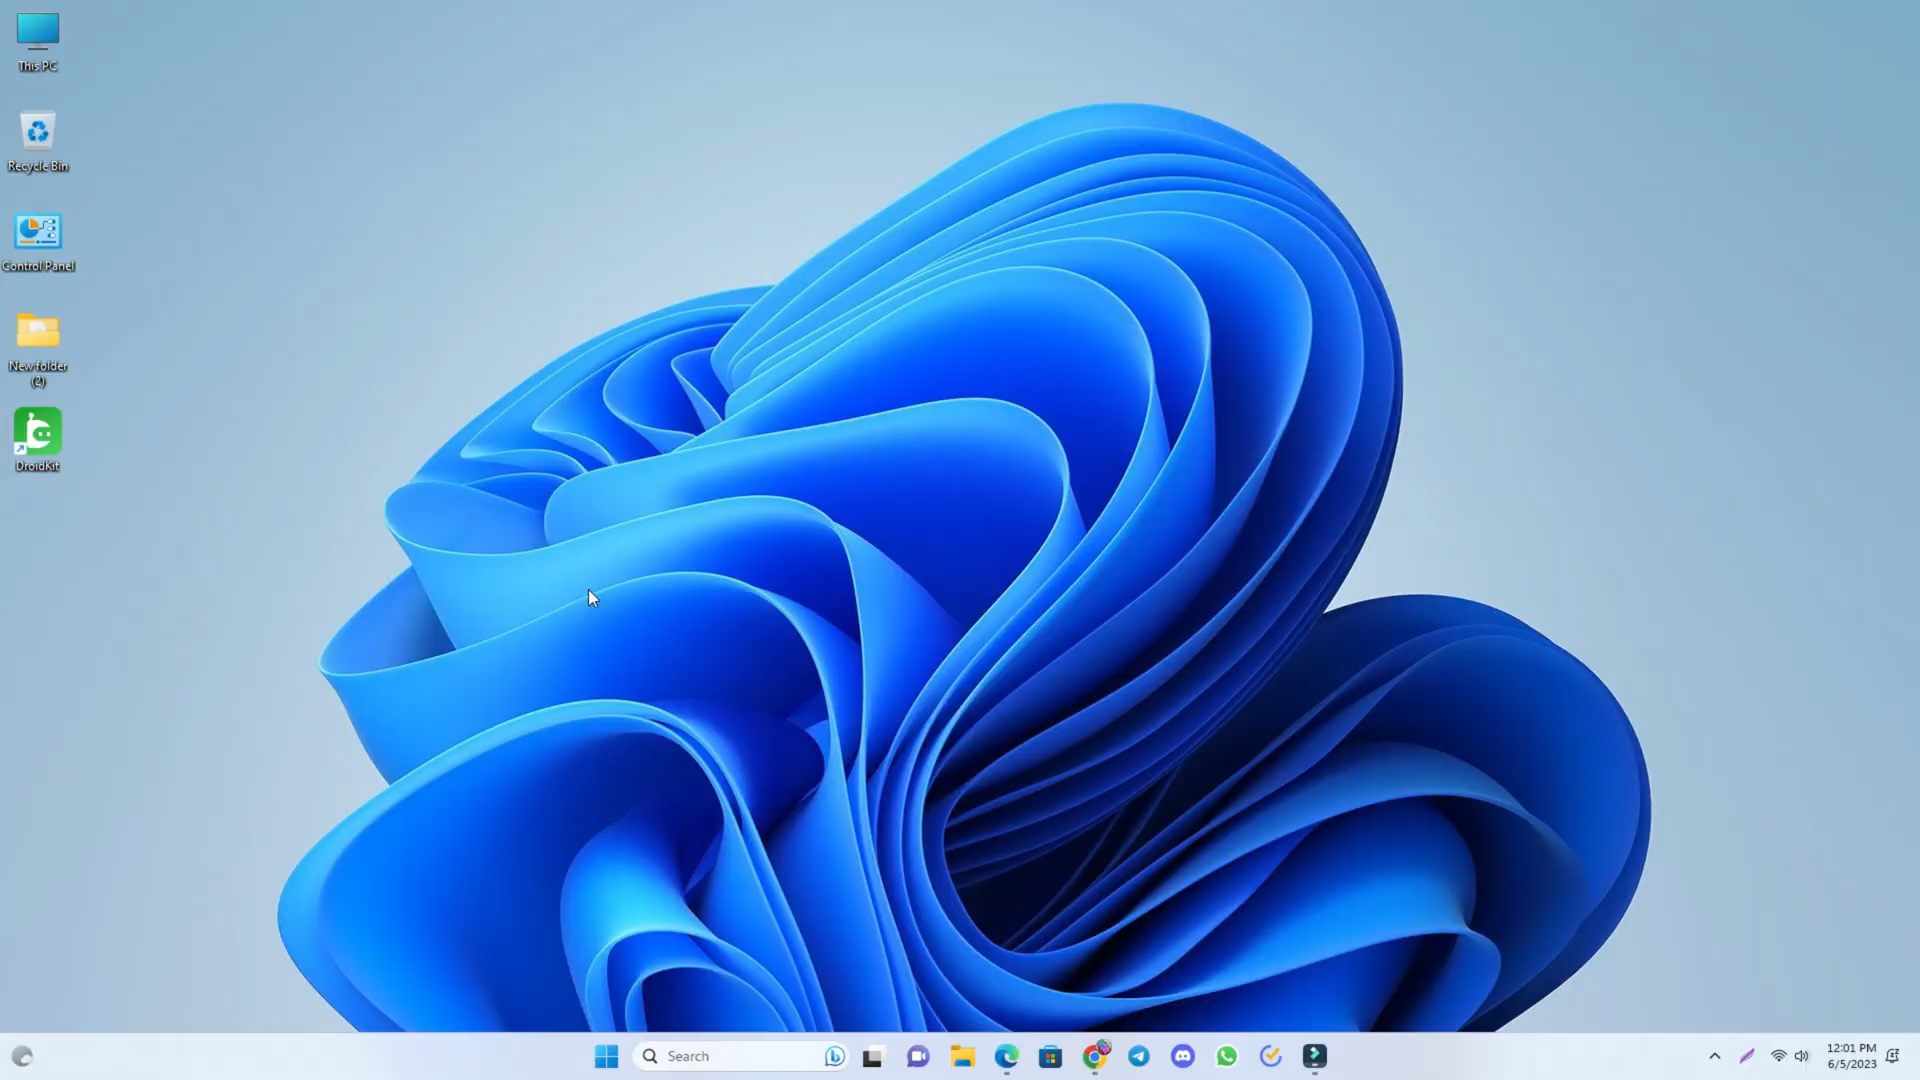 This PC
Recycle Bin
Control Panel
New folder
(2)
DroidKit
Search
12:01 PM
6/5/2023